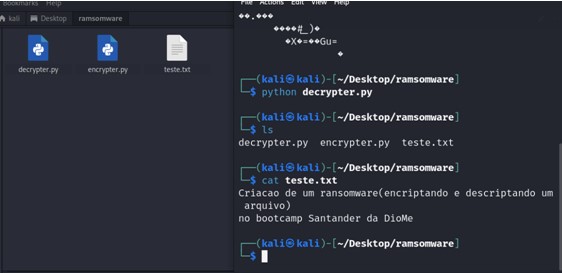 Bookmarks Help
kali Desktop ramsomware
decrypter.py encrypter.py teste.txt
File Actions Edit View Help
#_)
X=Gu=
(kali㉿kali)-[~/Desktop/ramsomware]
$ python decrypter.py
(kali㉿kali)-[~/Desktop/ramsomware]
$ ls
decrypter.py encrypter.py teste.txt
(kali㉿kali)-[~/Desktop/ramsomware]
$ cat teste.txt
Criacao de um ransomware(encriptando e descriptando um
arquivo)
no bootcamp Santander da DioMe
(kali㉿kali)-[~/Desktop/ramsomware]
$